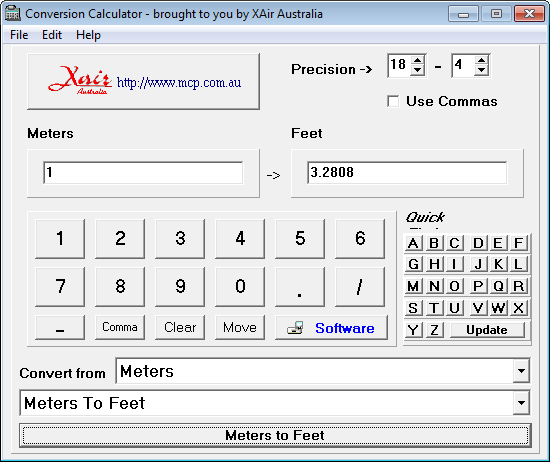 Conversion Calculator - brought to you by XAir Australia
File Edit Help
Xair Australia http://www.mcp.com.au
Precision -> 18 - 4
Use Commas
Meters
Feet
1 -> 3.2808
Quick
1 2 3 4 5 6
7 8 9 0 . /
- Comma Clear Move Software
A B C D E F
G H I J K L
M N O P Q R
S T U V W X
Y Z Update
Convert from Meters
Meters To Feet
Meters to Feet